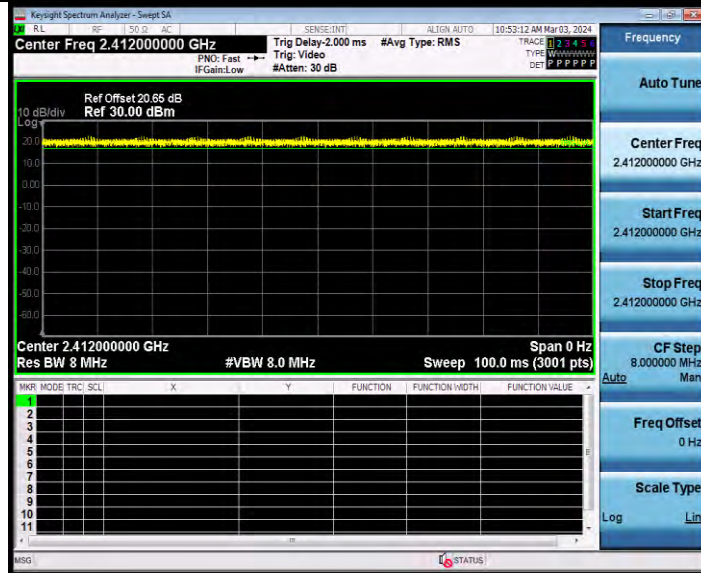 Keysight Spectrum Analyzer - Swept SA
LXI RL RF 50 Ω AC SENSE:INT ALIGN AUTO 10:53:12 AM Mar 03, 2024
Center Freq 2.412000000 GHz
PNO: Fast
IFGain:Low
Trig Delay-2.000 ms
Trig: Video
#Atten: 30 dB
#Avg Type: RMS
TRACE 1 2 3 4 5 6
TYPE W
DET P P P P P P
Ref Offset 20.65 dB
10 dB/div Ref 30.00 dBm
Log
20.0
10.0
0.00
-10.0
-20.0
-30.0
-40.0
-50.0
-60.0
Center 2.412000000 GHz Span 0 Hz
Res BW 8 MHz #VBW 8.0 MHz Sweep 100.0 ms (3001 pts)
MKR MODE TRC SCL X Y FUNCTION FUNCTION WIDTH FUNCTION VALUE
1
2
3
4
5
6
7
8
9
10
11
MSG STATUS
Frequency
Auto Tune
Center Freq
2.412000000 GHz
Start Freq
2.412000000 GHz
Stop Freq
2.412000000 GHz
CF Step
8.000000 MHz
Auto Man
Freq Offset
0 Hz
Scale Type
Log Lin